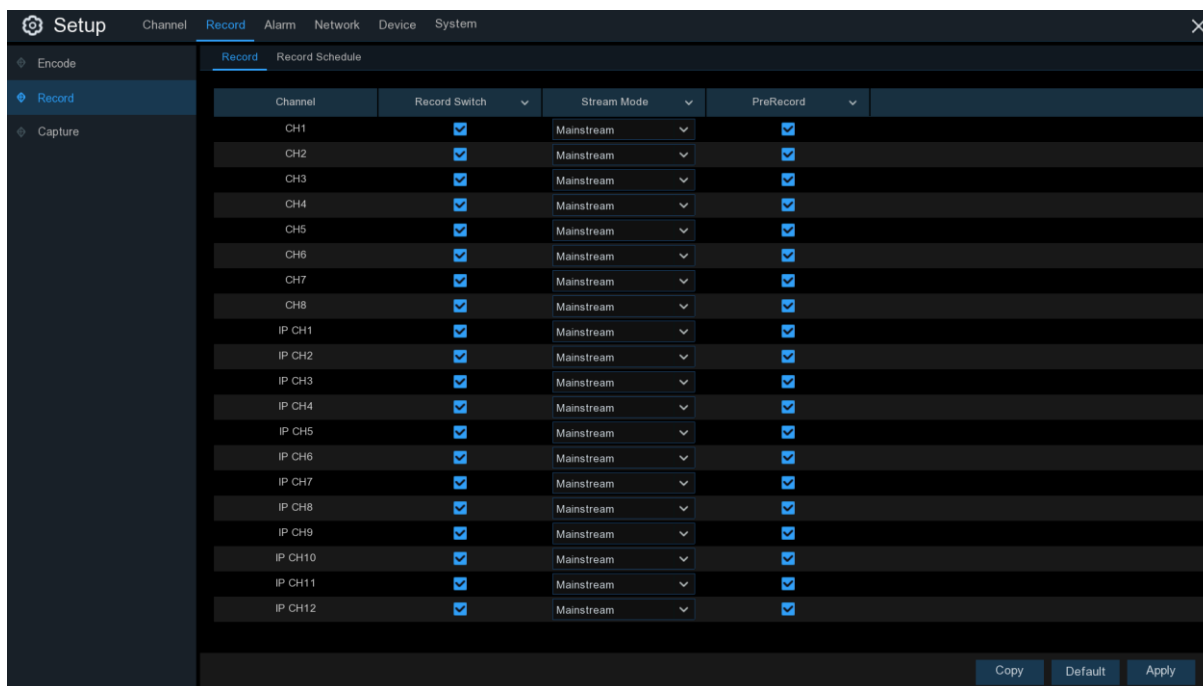 Setup Channel Record Alarm Network Device System
Encode
Record
Capture
Record Record Schedule
Channel Record Switch Stream Mode PreRecord
CH1 Mainstream
CH2 Mainstream
CH3 Mainstream
CH4 Mainstream
CH5 Mainstream
CH6 Mainstream
CH7 Mainstream
CH8 Mainstream
IP CH1 Mainstream
IP CH2 Mainstream
IP CH3 Mainstream
IP CH4 Mainstream
IP CH5 Mainstream
IP CH6 Mainstream
IP CH7 Mainstream
IP CH8 Mainstream
IP CH9 Mainstream
IP CH10 Mainstream
IP CH11 Mainstream
IP CH12 Mainstream
Copy Default Apply